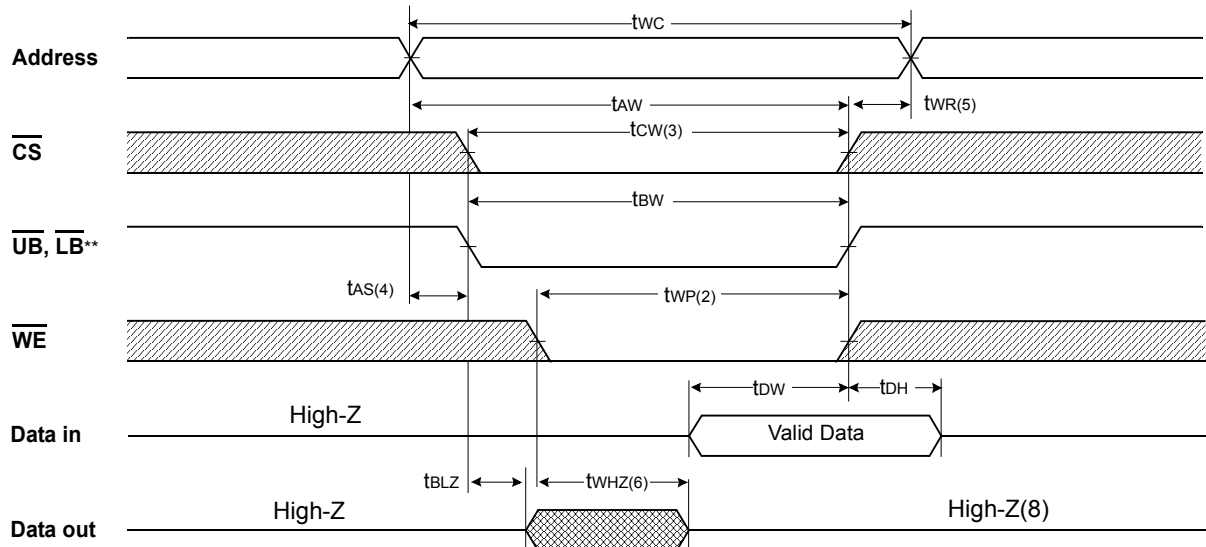 tWC
Address
tAW
tWR(5)
tCW(3)
CS
tBW
UB, LB**
tAS(4)
tWP(2)
WE
tDW
tDH
High-Z
Data in
Valid Data
tBLZ
tWHZ(6)
High-Z
High-Z(8)
Data out